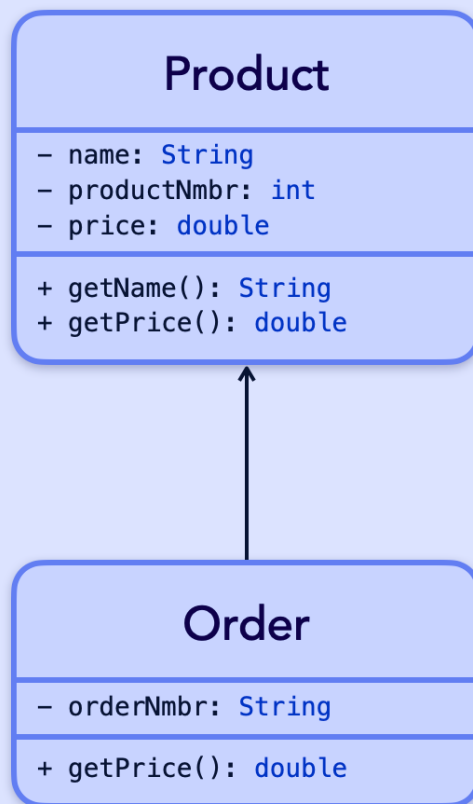 Product
- name: String
- productNmbr: int
- price: double
+ getName(): String
+ getPrice(): double
Order
- orderNmbr: String
+ getPrice(): double